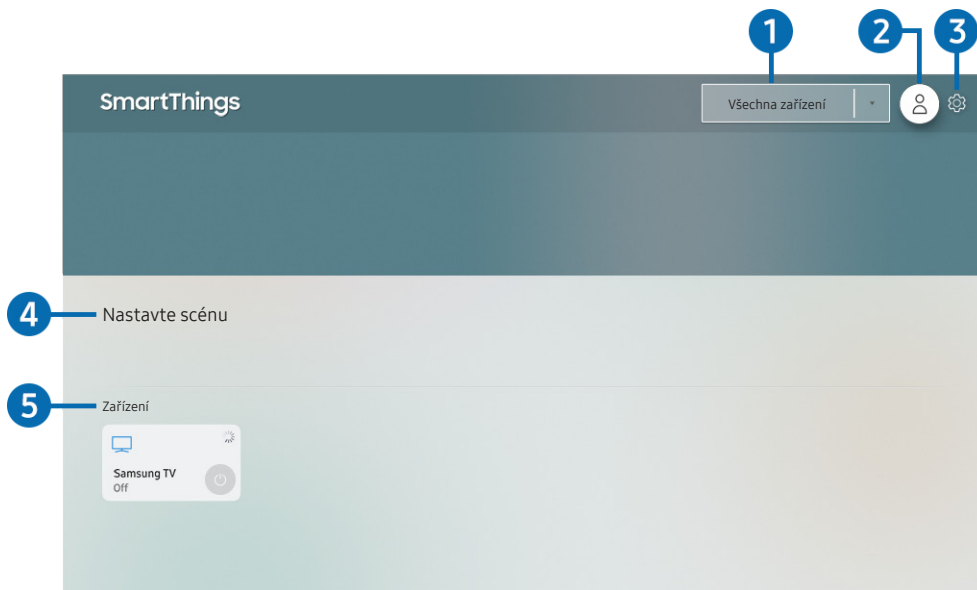 1 2 3
SmartThings
Všechna zařízení
4 Nastavte scénu
5 Zařízení
Samsung TV
Off